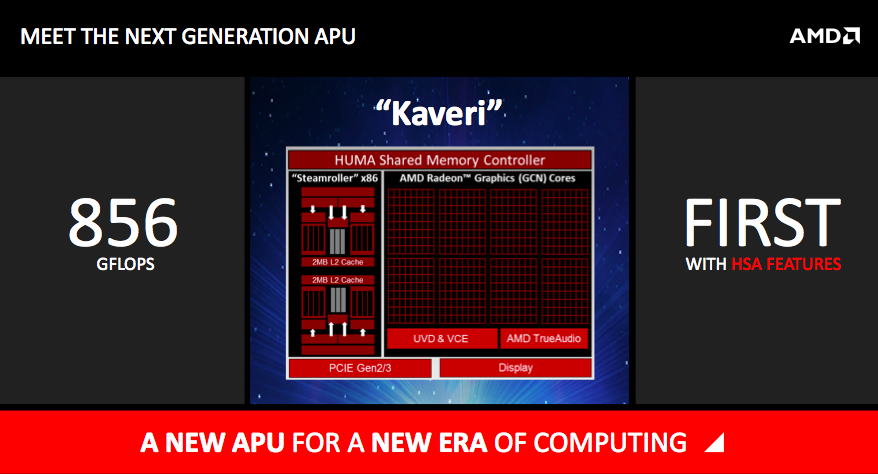 MEET THE NEXT GENERATION APU
AMD
856
GFLOPS
“Kaveri”
HUMA Shared Memory Controller
“Steamroller” x86
AMD Radeon™ Graphics (GCN) Cores
2MB L2 Cache
2MB L2 Cache
UVD & VCE
AMD TrueAudio
PCIE Gen2/3
Display
FIRST
WITH HSA FEATURES
A NEW APU FOR A NEW ERA OF COMPUTING